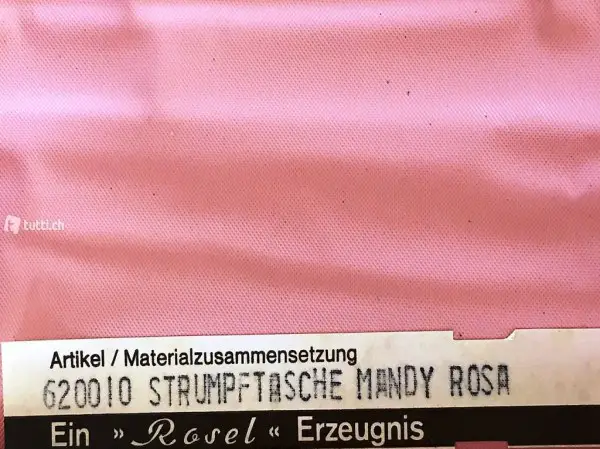 tutti.ch
Artikel / Materialzusammensetzung
620010 STRUMPFTASCHE MANDY ROSA
Ein » Rosel « Erzeugnis